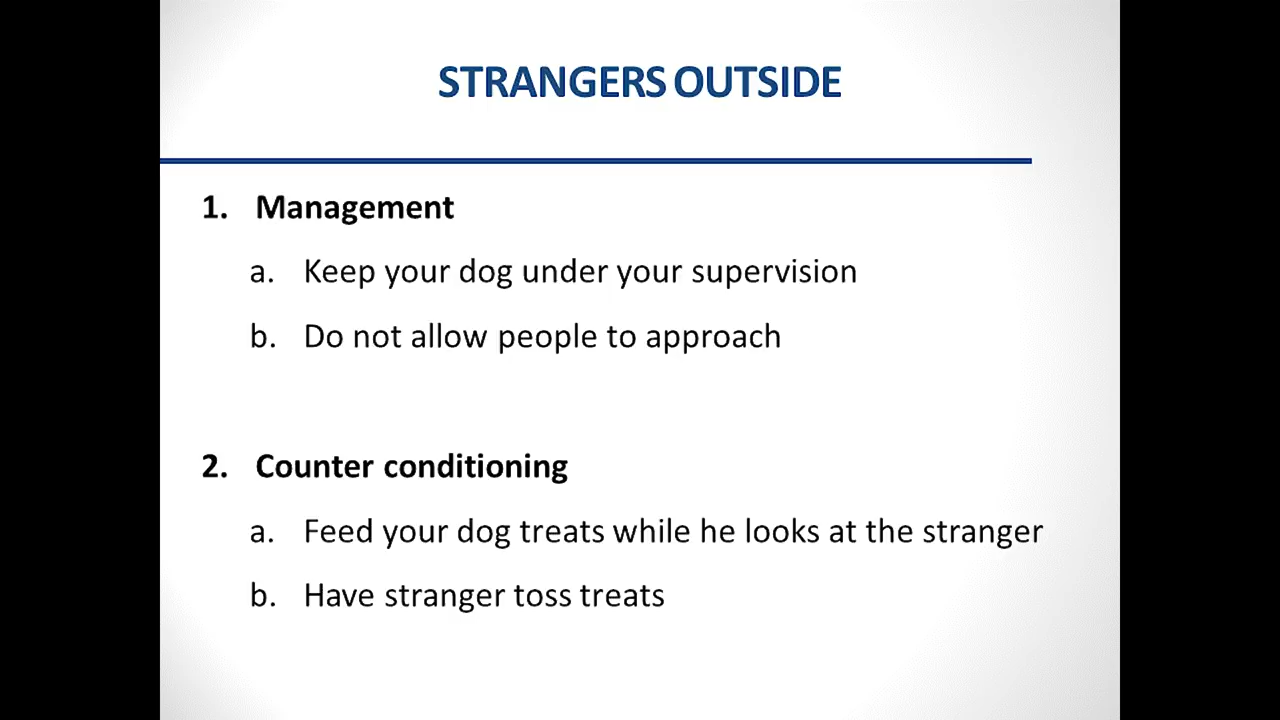 STRANGERS OUTSIDE
1. Management
a. Keep your dog under your supervision
b. Do not allow people to approach
2. Counter conditioning
a. Feed your dog treats while he looks at the stranger
b. Have stranger toss treats